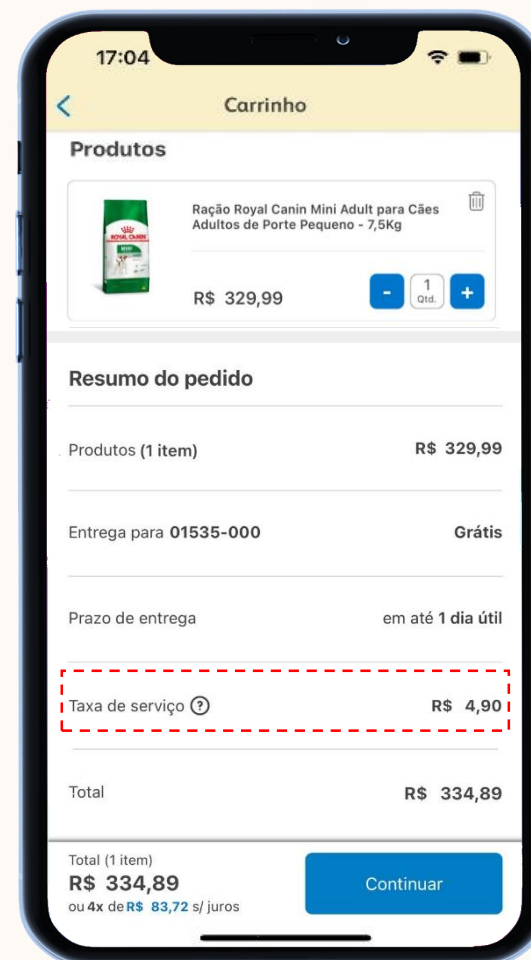 17:04
Carrinho
Produtos
ROYAL CANIN
MINI
Ração Royal Canin Mini Adult para Cães
Adultos de Porte Pequeno - 7,5Kg
R$ 329,99
- 1 +
Qtd.
Resumo do pedido
Produtos (1 item) R$ 329,99
Entrega para 01535-000 Grátis
Prazo de entrega em até 1 dia útil
Taxa de serviço ? R$ 4,90
Total R$ 334,89
Total (1 item)
R$ 334,89
ou 4x de R$ 83,72 s/ juros
Continuar